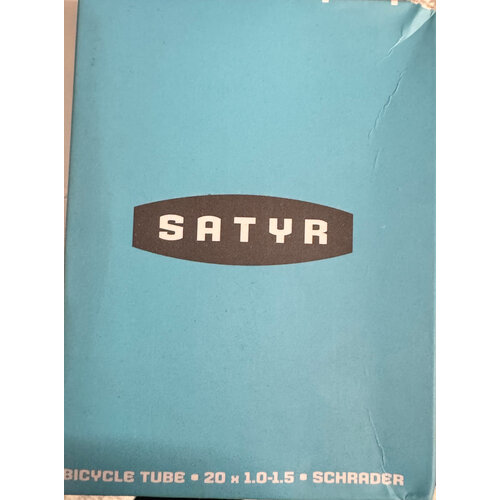 SATYR
BICYCLE TUBE • 20 x 1.0-1.5 • SCHRADER